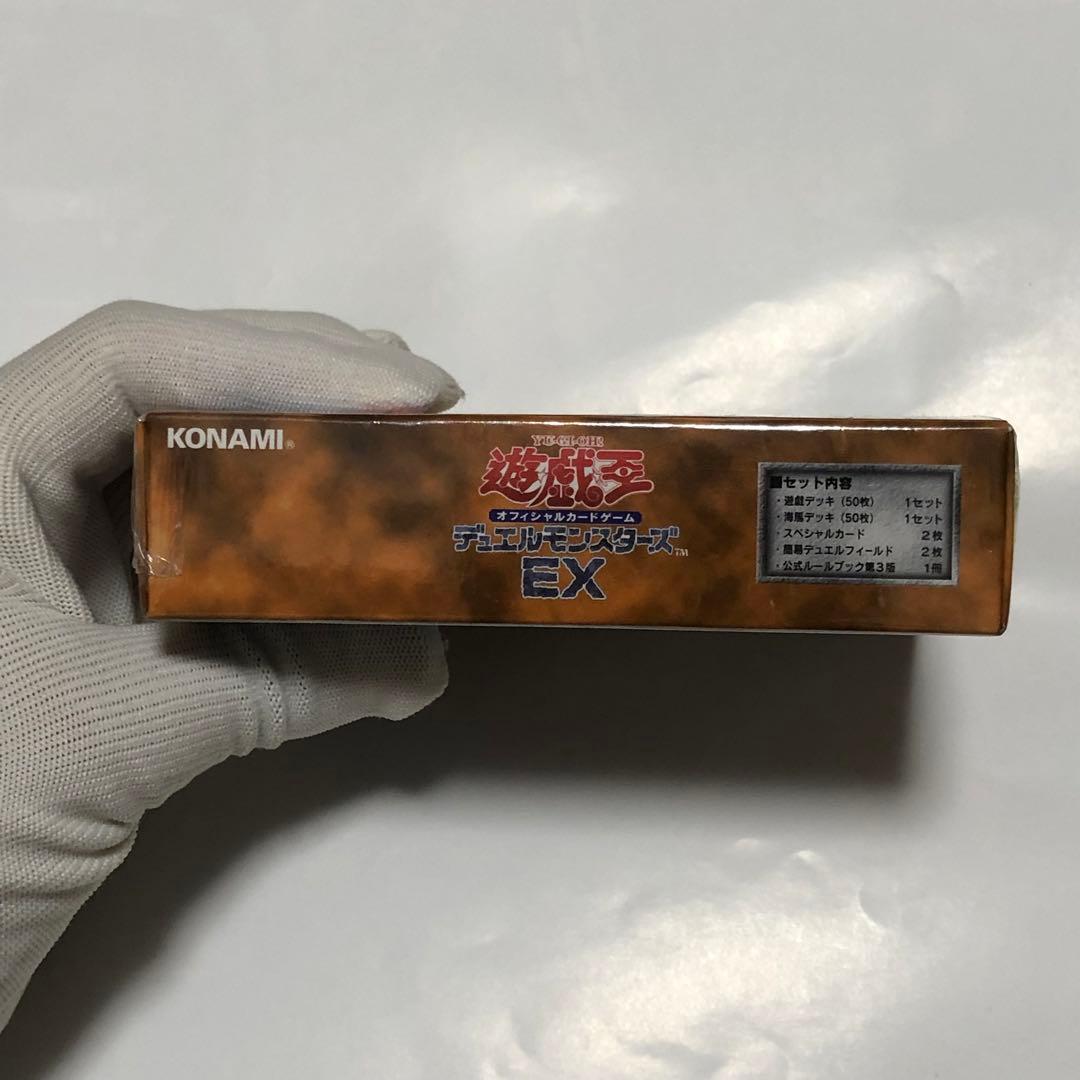 KONAMI®
YU-GI-OH!
遊戯王
オフィシャルカードゲーム
デュエルモンスターズ™
EX
■セット内容
・遊戯デッキ（50枚） 1セット
・海馬デッキ（50枚） 1セット
・スペシャルカード 2枚
・簡易デュエルフィールド 2枚
・公式ルールブック第3版 1冊